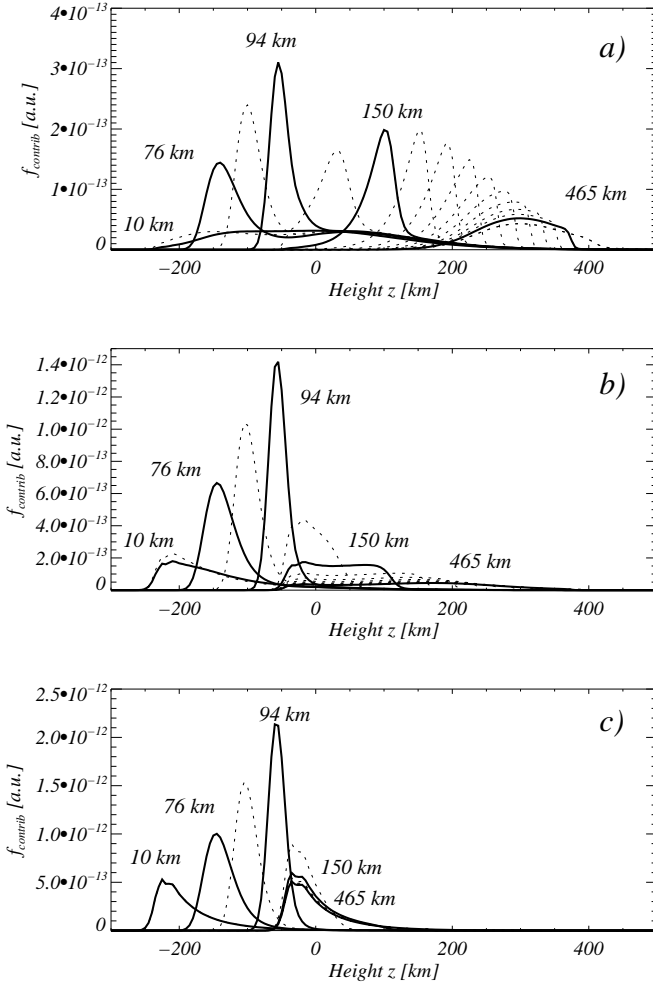 4•10⁻¹³
a)
94 km
3•10⁻¹³
150 km
2•10⁻¹³
76 km
1•10⁻¹³
465 km
10 km
0
f_contrib [a.u.]
−200 0 200 400
Height z [km]
1.4•10⁻¹²
b)
1.2•10⁻¹²
94 km
1.0•10⁻¹²
8.0•10⁻¹³
76 km
6.0•10⁻¹³
4.0•10⁻¹³
10 km
150 km
465 km
2.0•10⁻¹³
0
f_contrib [a.u.]
−200 0 200 400
Height z [km]
2.5•10⁻¹²
94 km
c)
2.0•10⁻¹²
1.5•10⁻¹²
76 km
1.0•10⁻¹²
10 km
150 km
5.0•10⁻¹³
465 km
0
f_contrib [a.u.]
−200 0 200 400
Height z [km]